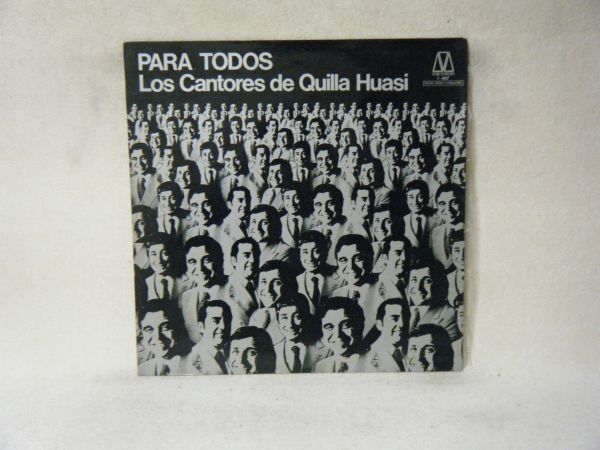 PARA TODOS
Los Cantores de Quilla Huasi